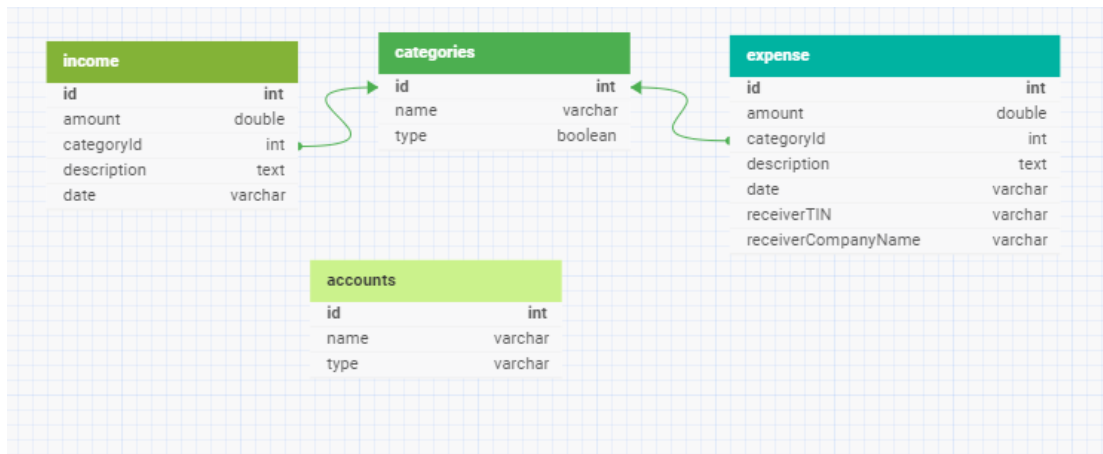 income
id int
amount double
categoryId int
description text
date varchar
categories
id int
name varchar
type boolean
expense
id int
amount double
categoryId int
description text
date varchar
receiverTIN varchar
receiverCompanyName varchar
accounts
id int
name varchar
type varchar